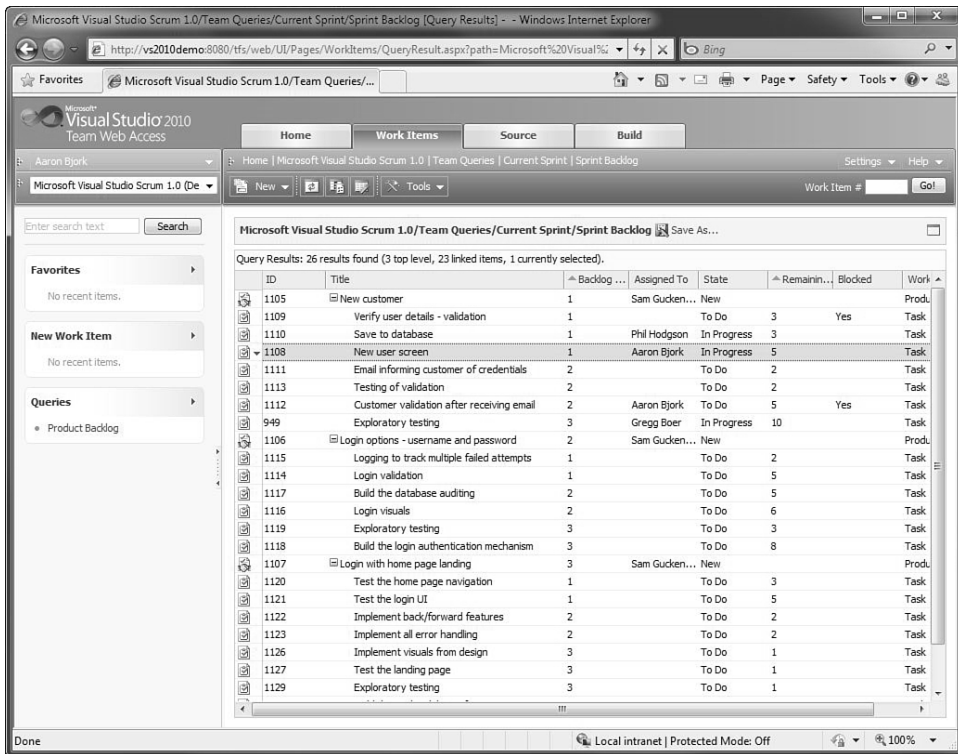 Microsoft Visual Studio Scrum 1.0/Team Queries/Current Sprint/Sprint Backlog [Query Results] - - Windows Internet Explorer
http://vs2010demo:8080/tfs/web/UI/Pages/WorkItems/QueryResult.aspx?path=Microsoft%20Visual%2 Bing
Favorites Microsoft Visual Studio Scrum 1.0/Team Queries/... Page Safety Tools
Microsoft®
Visual Studio 2010
Team Web Access
Home Work Items Source Build
Aaron Bjork Home | Microsoft Visual Studio Scrum 1.0 | Team Queries | Current Sprint | Sprint Backlog Settings Help
Microsoft Visual Studio Scrum 1.0 (De New Tools Work Item # Go!
Enter search text Search
Favorites
No recent items.
New Work Item
No recent items.
Queries
Product Backlog
Microsoft Visual Studio Scrum 1.0/Team Queries/Current Sprint/Sprint Backlog Save As...
Query Results: 26 results found (3 top level, 23 linked items, 1 currently selected).
ID Title Backlog ... Assigned To State Remainin... Blocked Work
1105 New customer 1 Sam Gucken... New Produ
1109 Verify user details - validation 1 To Do 3 Yes Task
1110 Save to database 1 Phil Hodgson In Progress 3 Task
1108 New user screen 1 Aaron Bjork In Progress 5 Task
1111 Email informing customer of credentials 2 To Do 2 Task
1113 Testing of validation 2 To Do 2 Task
1112 Customer validation after receiving email 2 Aaron Bjork To Do 5 Yes Task
949 Exploratory testing 3 Gregg Boer In Progress 10 Task
1106 Login options - username and password 2 Sam Gucken... New Produ
1115 Logging to track multiple failed attempts 1 To Do 2 Task
1114 Login validation 1 To Do 5 Task
1117 Build the database auditing 2 To Do 5 Task
1116 Login visuals 2 To Do 6 Task
1119 Exploratory testing 3 To Do 3 Task
1118 Build the login authentication mechanism 3 To Do 8 Task
1107 Login with home page landing 3 Sam Gucken... New Produ
1120 Test the home page navigation 1 To Do 3 Task
1121 Test the login UI 1 To Do 5 Task
1122 Implement back/forward features 2 To Do 2 Task
1123 Implement all error handling 2 To Do 2 Task
1126 Implement visuals from design 3 To Do 1 Task
1127 Test the landing page 3 To Do 1 Task
1129 Exploratory testing 3 To Do 1 Task
Done Local intranet | Protected Mode: Off 100%